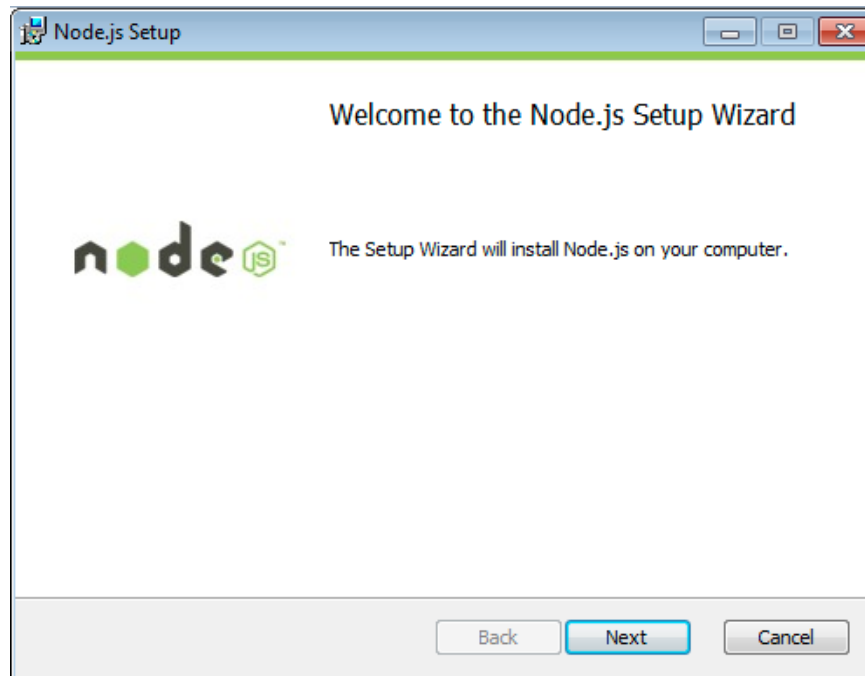 Node.js Setup
Welcome to the Node.js Setup Wizard
node JS™
The Setup Wizard will install Node.js on your computer.
Back Next Cancel